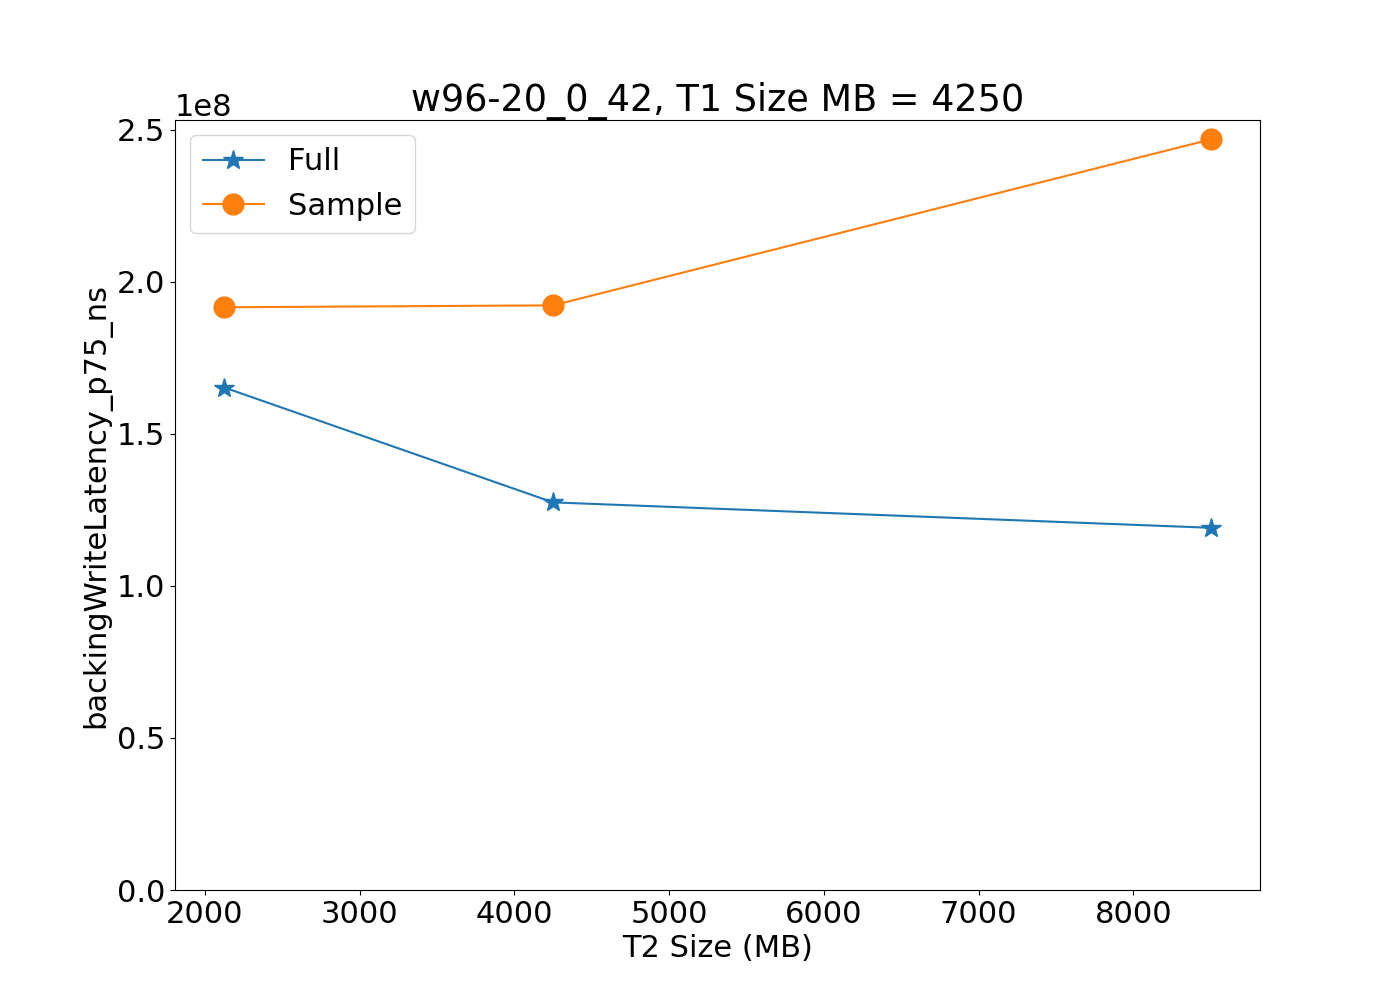 w96-20_0_42, T1 Size MB = 4250
1e8
2.5
2.0
1.5
1.0
0.5
0.0
backingWriteLatency_p75_ns
Full
Sample
2000 3000 4000 5000 6000 7000 8000
T2 Size (MB)